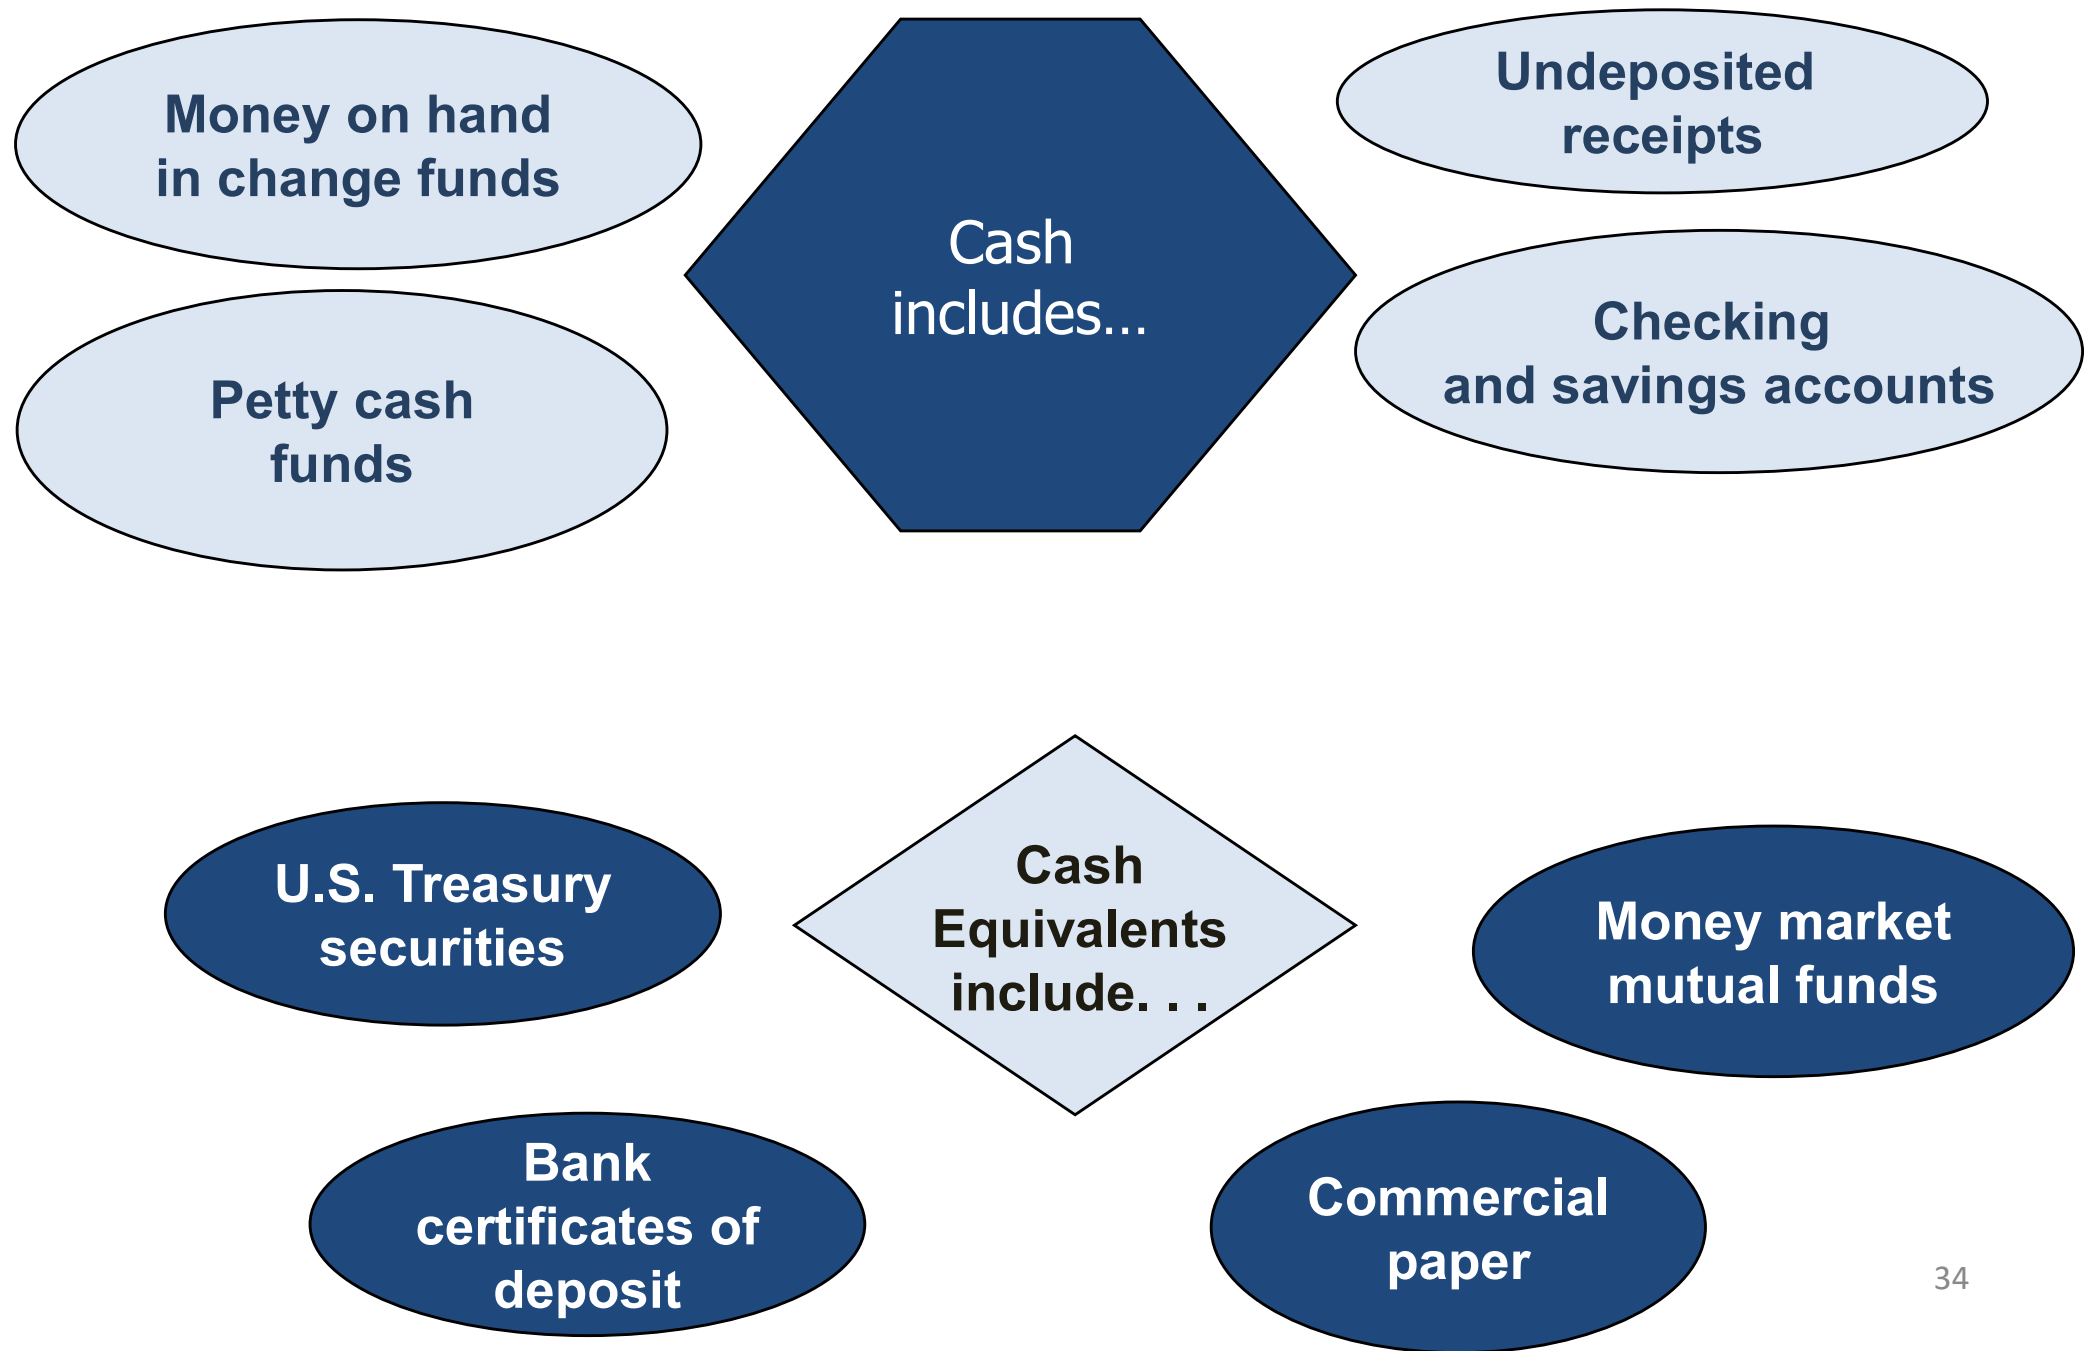 Money on hand
in change funds
Petty cash
funds
Cash
includes…
Undeposited
receipts
Checking
and savings accounts
U.S. Treasury
securities
Bank
certificates of
deposit
Cash
Equivalents
include. . .
Money market
mutual funds
Commercial
paper
34